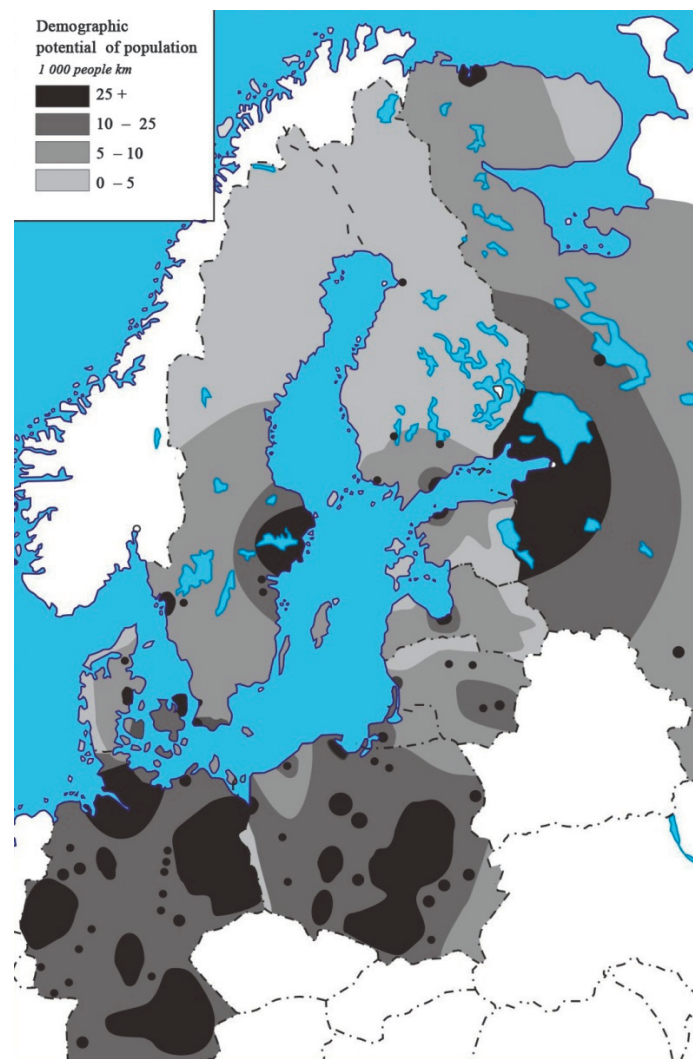 Demographic
potential of population
1 000 people km
25 +
10 – 25
5 – 10
0 – 5